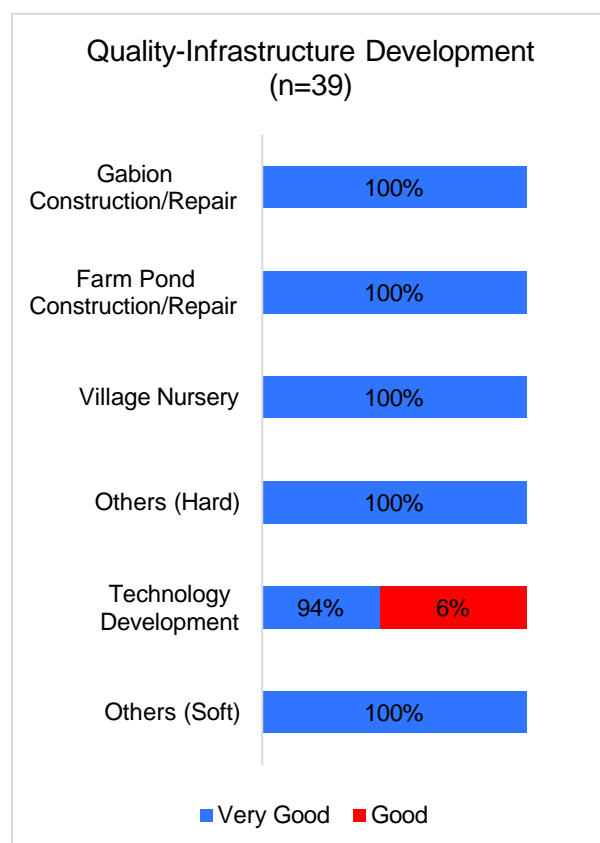 Quality-Infrastructure Development
(n=39)
Gabion
Construction/Repair
100%
Farm Pond
Construction/Repair
100%
Village Nursery
100%
Others (Hard)
100%
Technology
Development
94%
6%
Others (Soft)
100%
Very Good
Good